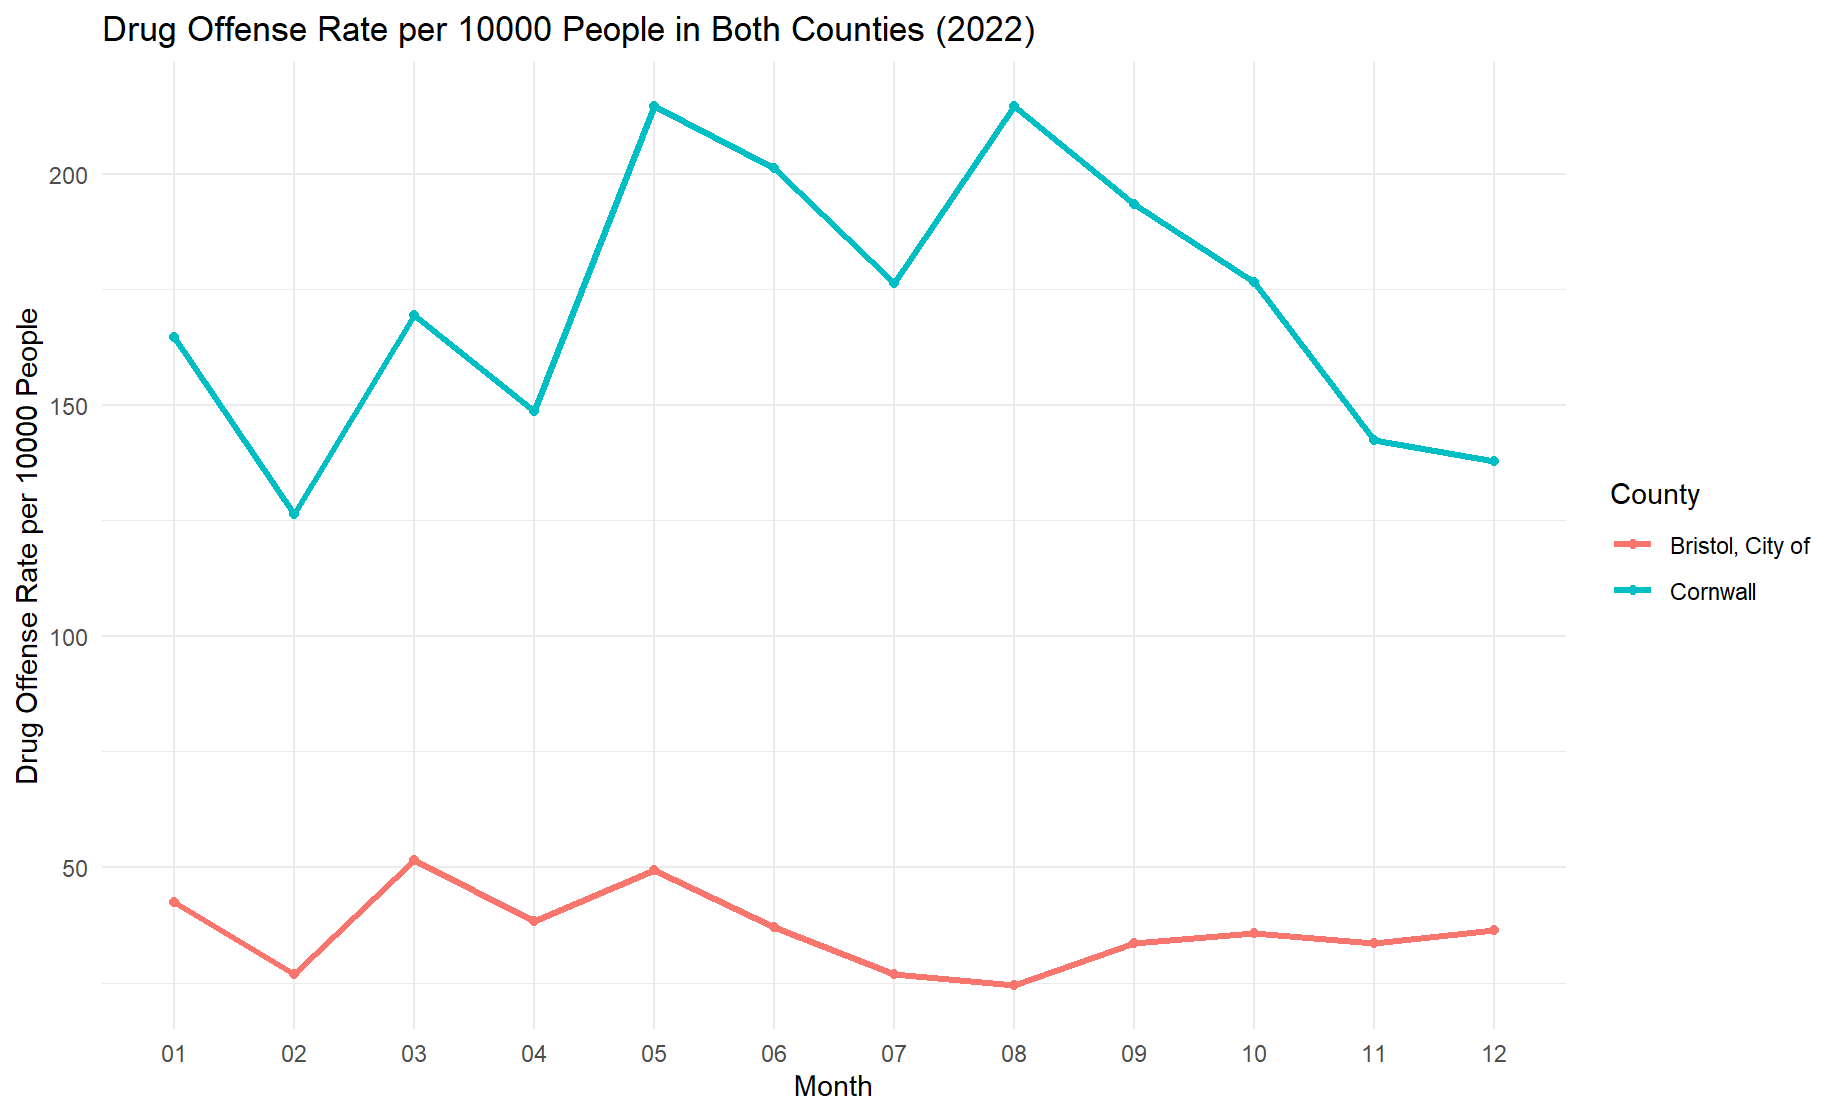 Drug Offense Rate per 10000 People in Both Counties (2022)
Drug Offense Rate per 10000 People
200
150
100
50
01 02 03 04 05 06 07 08 09 10 11 12
Month
County
Bristol, City of
Cornwall